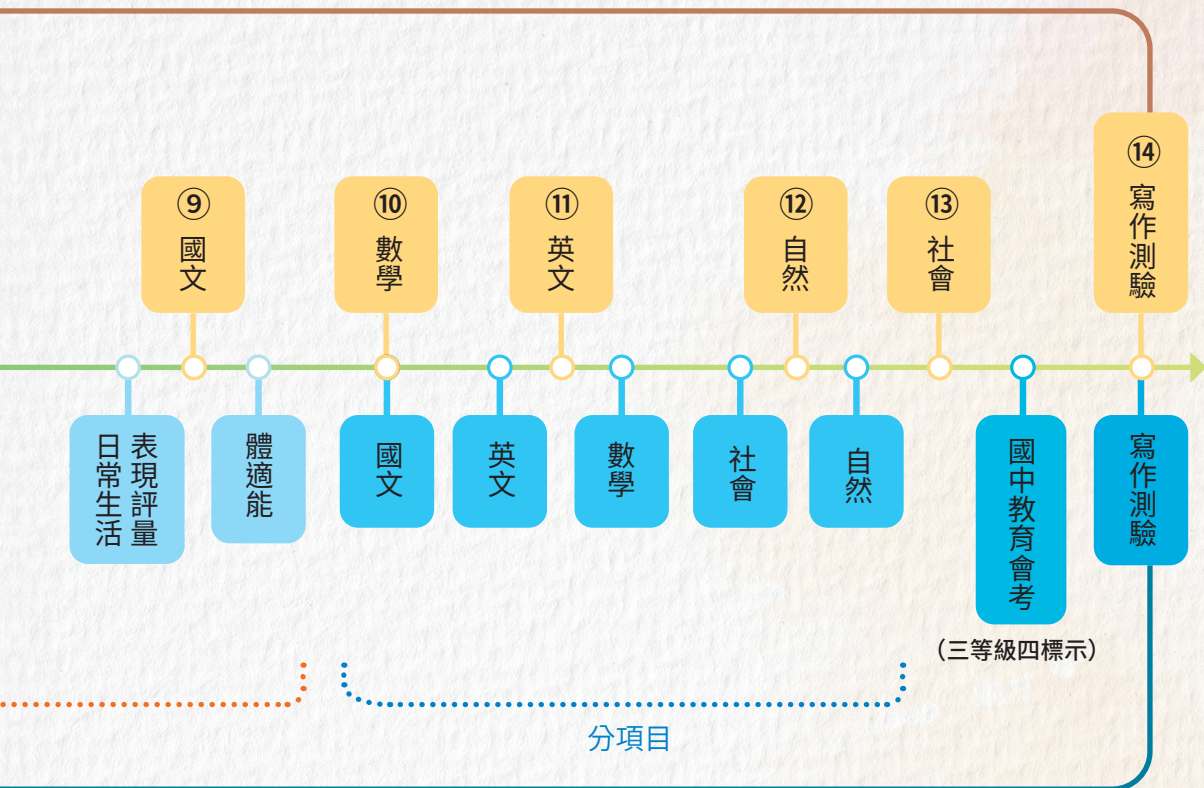 ⑨
國文
⑩
數學
⑪
英文
⑫
自然
⑬
社會
⑭
寫作測驗
日常生活
表現評量
體適能
國文
英文
數學
社會
自然
國中教育會考
寫作測驗
（三等級四標示）
分項目